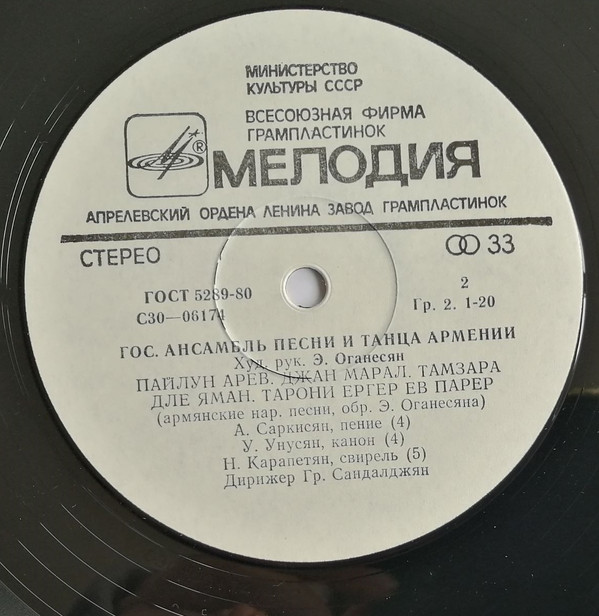 МИНИСТЕРСТВО
КУЛЬТУРЫ СССР
ВСЕСОЮЗНАЯ ФИРМА
ГРАМПЛАСТИНОК
® МЕЛОДИЯ
АПРЕЛЕВСКИЙ ОРДЕНА ЛЕНИНА ЗАВОД ГРАМПЛАСТИНОК
СТЕРЕО 33
ГОСТ 5289-80 2
С30—06174 Гр. 2. 1-20
ГОС. АНСАМБЛЬ ПЕСНИ И ТАНЦА АРМЕНИИ
Худ. рук. Э. Оганесян
ПАЙЛУН АРЕВ. ДЖАН МАРАЛ. ТАМЗАРА
ДЛЕ ЯМАН. ТАРОНИ ЕРГЕР ЕВ ПАРЕР
(армянские нар. песни, обр. Э. Оганесяна)
А. Саркисян, пение (4)
У. Унусян, канон (4)
Н. Карапетян, свирель (5)
Дирижер Гр. Сандалджян